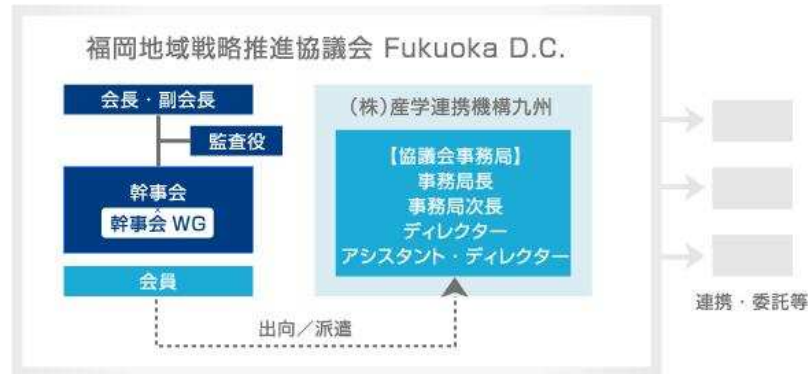 福岡地域戦略推進協議会 Fukuoka D.C.
会長・副会長
監査役
幹事会
×
幹事会 WG
会員
(株)産学連携機構九州
【協議会事務局】
事務局長
事務局次長
ディレクター
アシスタント・ディレクター
出向／派遣
連携・委託等